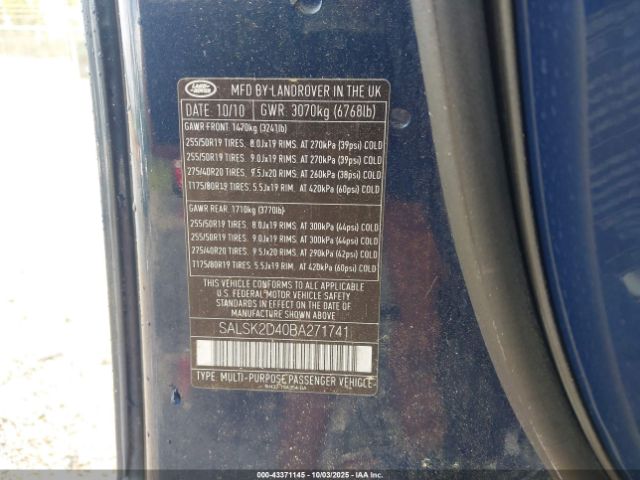 LAND ROVER
MFD BY LANDROVER IN THE UK
DATE: 10/10 GWR: 3070kg (6768lb)
GAWR FRONT: 1470kg (3241lb)
255/50R19 TIRES. 8.0Jx19 RIMS. AT 270kPa (39psi) COLD
255/50R19 TIRES. 9.0Jx19 RIMS. AT 270kPa (39psi) COLD
275/40R20 TIRES. 9.5Jx20 RIMS. AT 260kPa (38psi) COLD
T175/80R19 TIRES. 5.5Jx19 RIM. AT 420kPa (60psi) COLD
GAWR REAR: 1710kg (3770lb)
255/50R19 TIRES. 8.0Jx19 RIMS. AT 300kPa (44psi) COLD
255/50R19 TIRES. 9.0Jx19 RIMS. AT 300kPa (44psi) COLD
275/40R20 TIRES. 9.5Jx20 RIMS. AT 290kPa (42psi) COLD
T175/80R19 TIRES. 5.5Jx19 RIM. AT 420kPa (60psi) COLD
THIS VEHICLE CONFORMS TO ALL APPLICABLE
FEDERAL MOTOR VEHICLE SAFETY
STANDARDS IN EFFECT ON THE DATE OF
MANUFACTURE SHOWN ABOVE
SALSK2D40BA271741
TYPE: MULTI-PURPOSE PASSENGER VEHICLE
IAA 43371145 - 10/03/2025 - IAAI.com